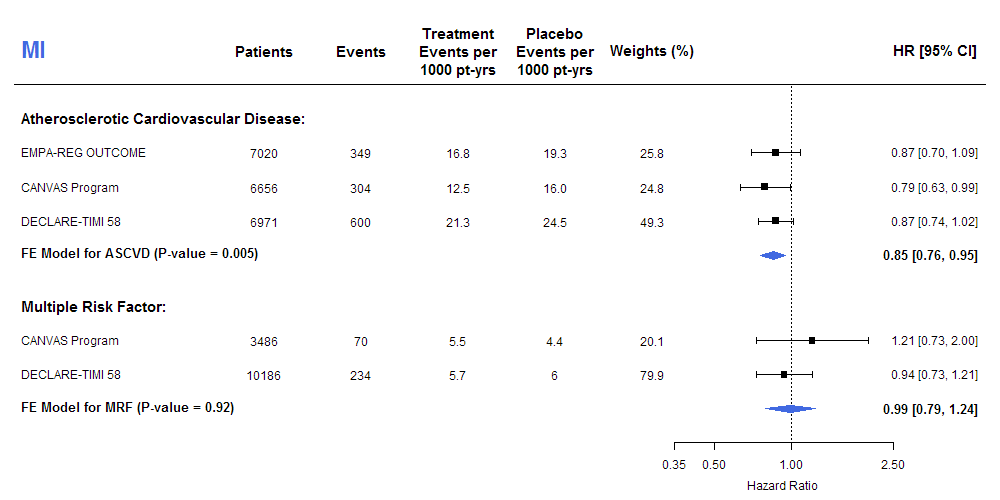 MI Patients Events Treatment Events per 1000 pt-yrs Placebo Events per 1000 pt-yrs Weights (%) HR [95% CI]
Atherosclerotic Cardiovascular Disease:
EMPA-REG OUTCOME 7020 349 16.8 19.3 25.8 0.87 [0.70, 1.09]
CANVAS Program 6656 304 12.5 16.0 24.8 0.79 [0.63, 0.99]
DECLARE-TIMI 58 6971 600 21.3 24.5 49.3 0.87 [0.74, 1.02]
FE Model for ASCVD (P-value = 0.005) 0.85 [0.76, 0.95]
Multiple Risk Factor:
CANVAS Program 3486 70 5.5 4.4 20.1 1.21 [0.73, 2.00]
DECLARE-TIMI 58 10186 234 5.7 6 79.9 0.94 [0.73, 1.21]
FE Model for MRF (P-value = 0.92) 0.99 [0.79, 1.24]
0.35 0.50 1.00 2.50
Hazard Ratio